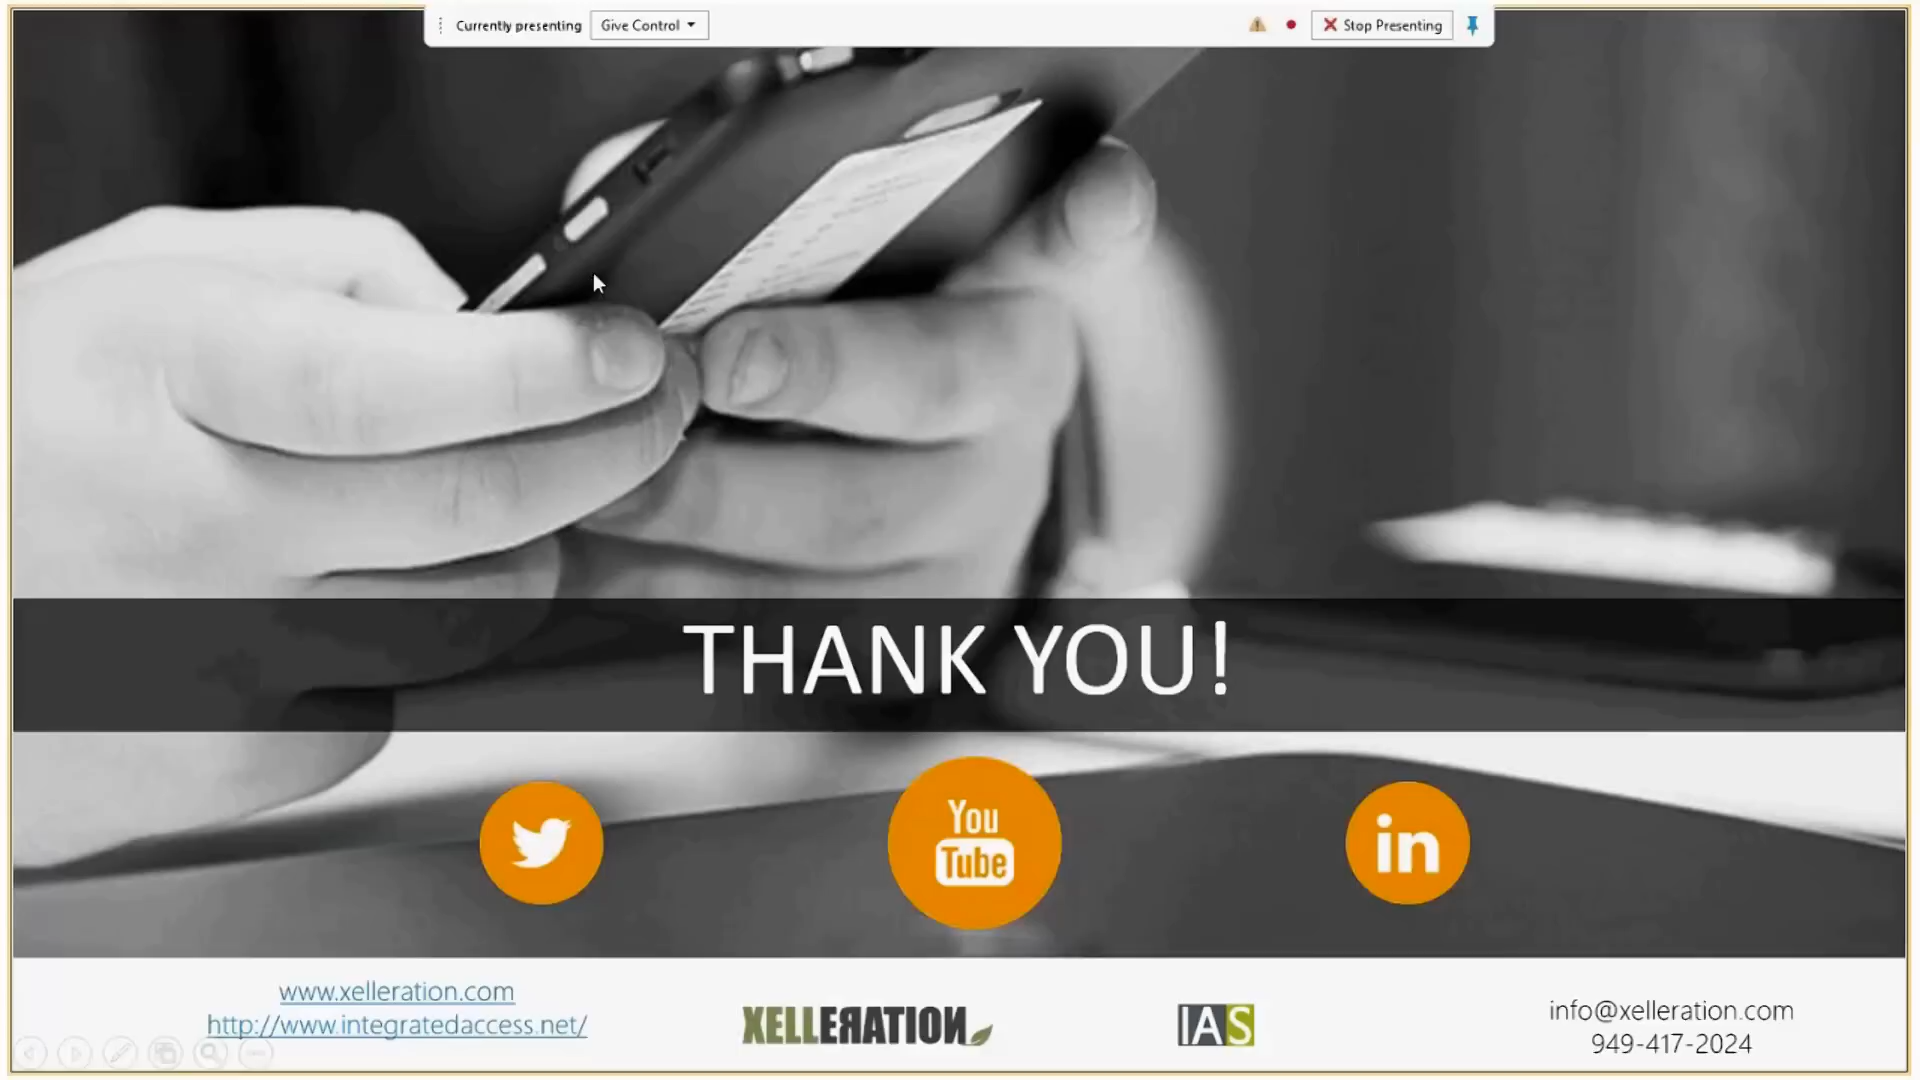 Currently presenting
Give Control
Stop Presenting
THANK YOU!
You
Tube
in
www.xelleration.com
http://www.integratedaccess.net/
XELLERATION
IAS
info@xelleration.com
949-417-2024